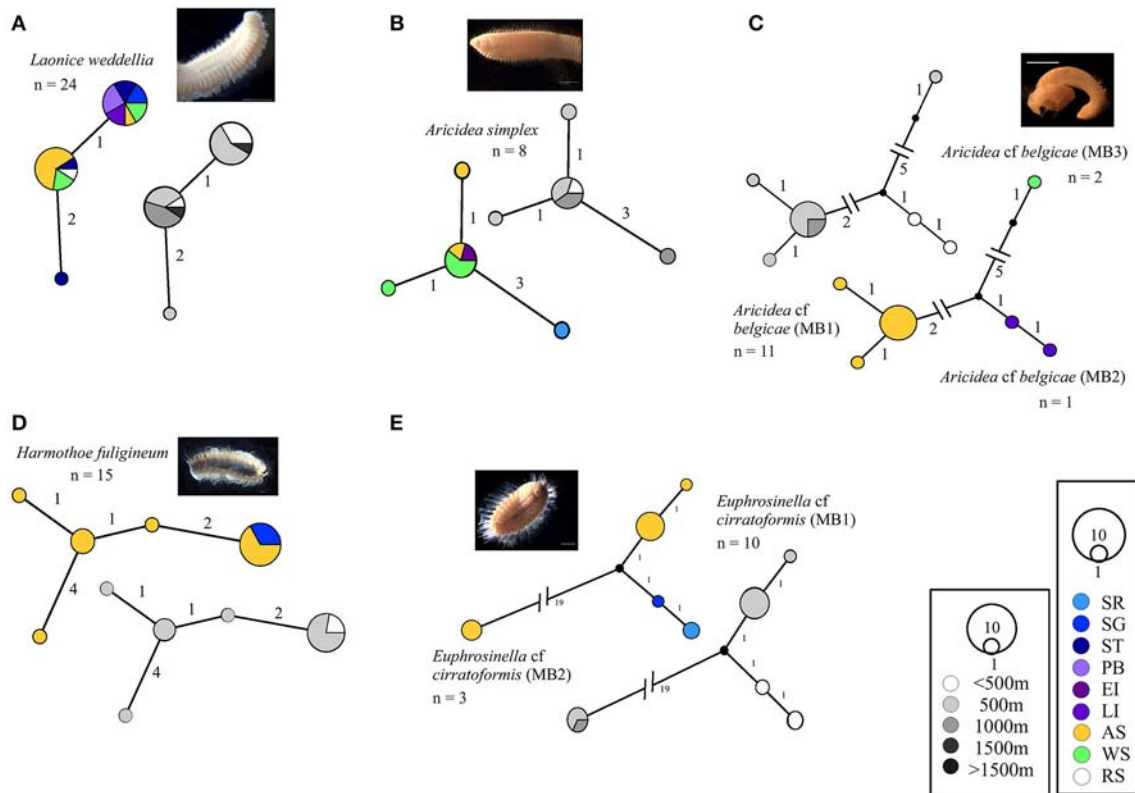 A
Laonice weddellia
n = 24
1
2
1
2
B
Aricidea simplex
n = 8
1
1
3
1
1
3
C
1
5
Aricidea cf belgicae (MB3)
n = 2
1
1
2
1
1
1
5
Aricidea cf
belgicae (MB1)
n = 11
1
1
2
1
1
Aricidea cf belgicae (MB2)
n = 1
D
Harmothoe fuligineum
n = 15
1
1
2
4
1
1
2
4
E
Euphrosinella cf
cirratoformis (MB1)
n = 10
1
1
1
1
19
Euphrosinella cf
cirratoformis (MB2)
n = 3
1
1
1
1
19
10
1
<500m
500m
1000m
1500m
>1500m
10
1
SR
SG
ST
PB
EI
LI
AS
WS
RS